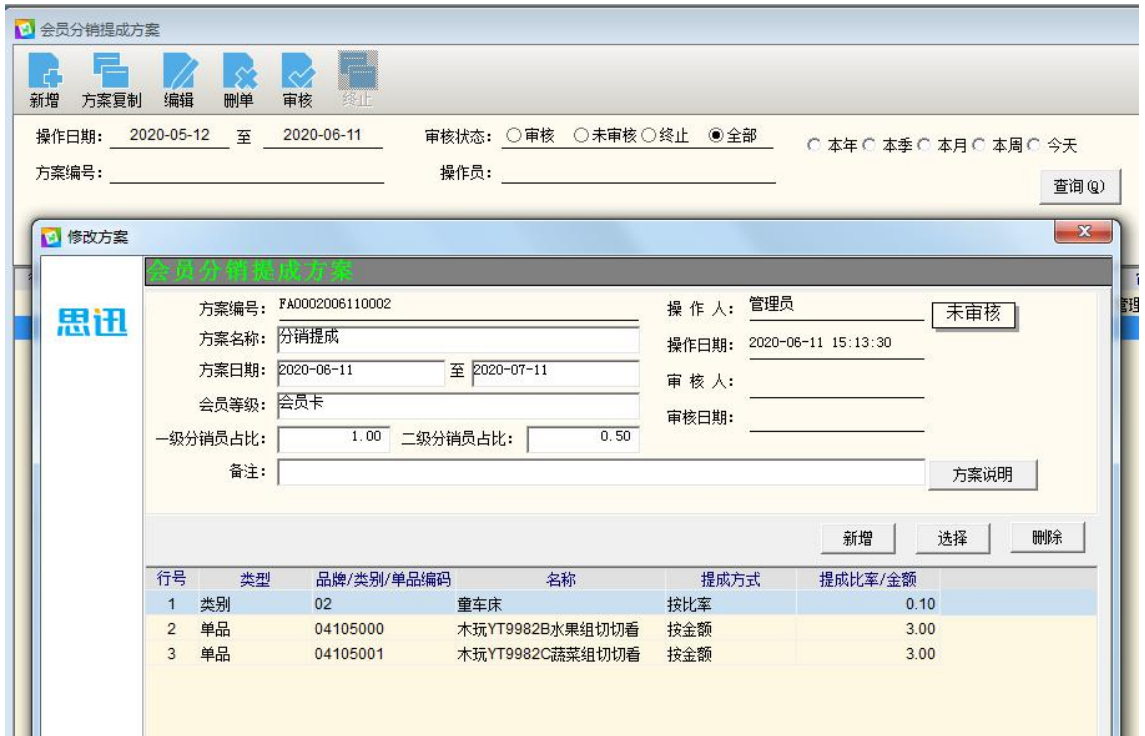 会员分销提成方案
新增 方案复制 编辑 删单 审核 终止
操作日期： 2020-05-12 至 2020-06-11 审核状态： 审核 未审核 终止 全部 本年 本季 本月 本周 今天
方案编号： 操作员：
查询(Q)
修改方案
会员分销提成方案
思迅
方案编号： FA0002006110002 操 作 人： 管理员 未审核
方案名称： 分销提成 操作日期： 2020-06-11 15:13:30
方案日期： 2020-06-11 至 2020-07-11 审 核 人：
会员等级： 会员卡 审核日期：
一级分销员占比： 1.00 二级分销员占比： 0.50
备注： 方案说明
新增 选择 删除
行号 类型 品牌/类别/单品编码 名称 提成方式 提成比率/金额
1 类别 02 童车床 按比率 0.10
2 单品 04105000 木玩YT9982B水果组切切看 按金额 3.00
3 单品 04105001 木玩YT9982C蔬菜组切切看 按金额 3.00